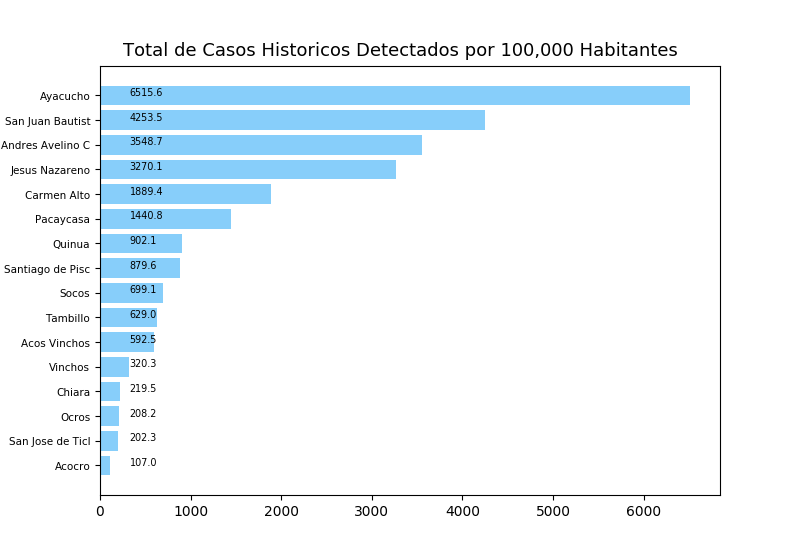 Total de Casos Historicos Detectados por 100,000 Habitantes
Ayacucho 6515.6
San Juan Bautist 4253.5
Andres Avelino C 3548.7
Jesus Nazareno 3270.1
Carmen Alto 1889.4
Pacaycasa 1440.8
Quinua 902.1
Santiago de Pisc 879.6
Socos 699.1
Tambillo 629.0
Acos Vinchos 592.5
Vinchos 320.3
Chiara 219.5
Ocros 208.2
San Jose de Ticl 202.3
Acocro 107.0
0 1000 2000 3000 4000 5000 6000